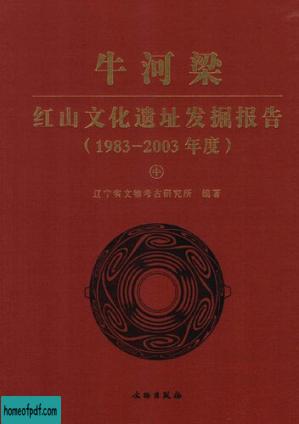 牛河梁
红山文化遗址发掘报告
（1983-2003年度）
中
辽宁省文物考古研究所 编著
文物出版社
homeofpdf.com